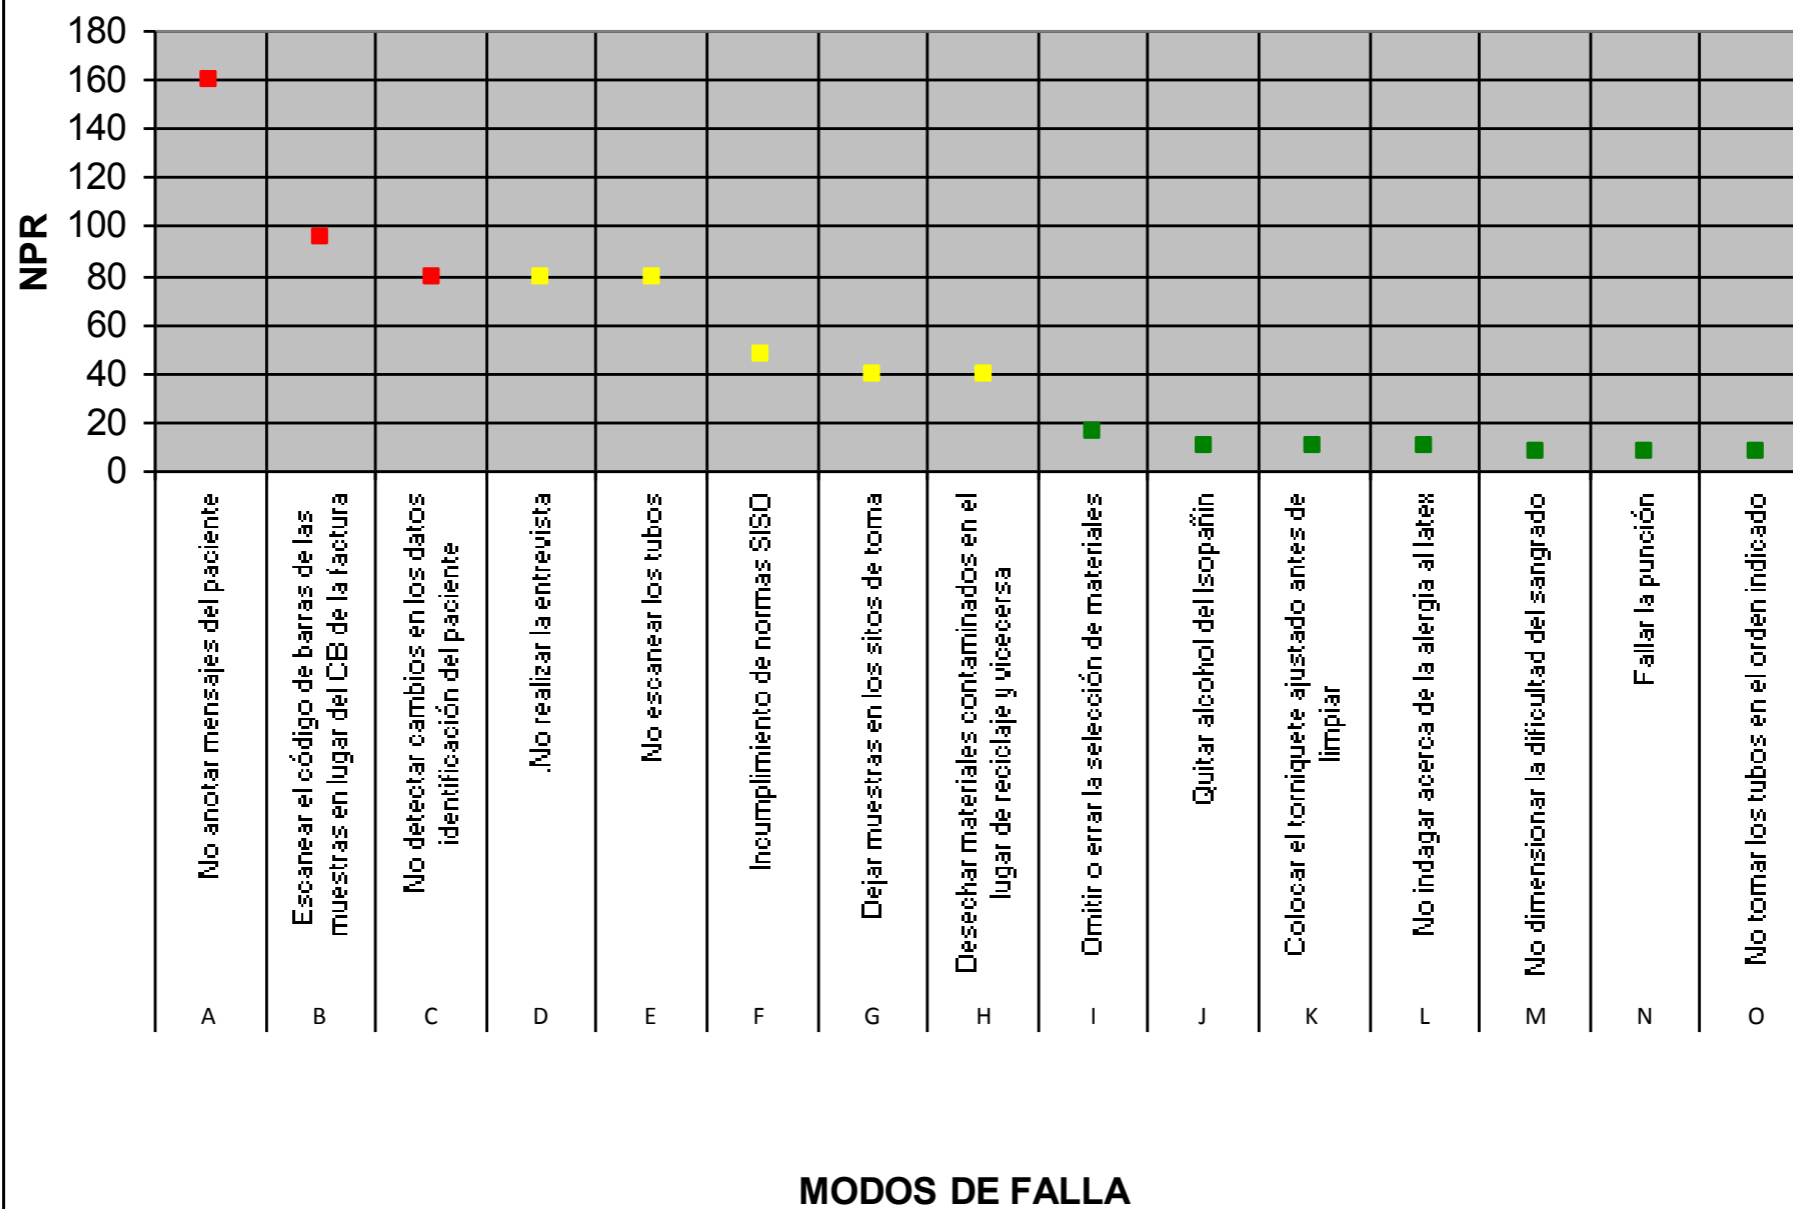 180
160
140
120
100
80
60
40
20
0
NPR
No anotar mensajes del paciente
Escanear el código de barras de las
muestras en lugar del CB de la factura
No detectar cambios en los datos
identificación del paciente
.No realizar la entrevista
No escanear los tubos
Incumplimiento de normas SISO
Dejar muestras en los sitos de toma
Desechar materiales contaminados en el
lugar de reciclaje y vicecersa
Omitir o errar la selección de materiales
Quitar alcohol del Isopañin
Colocar el torniquete ajustado antes de
limpiar
No indagar acerca de la alergia al latex
No dimensionar la dificultad del sangrado
Fallar la punción
No tomar los tubos en el orden indicado
A
B
C
D
E
F
G
H
I
J
K
L
M
N
O
MODOS DE FALLA